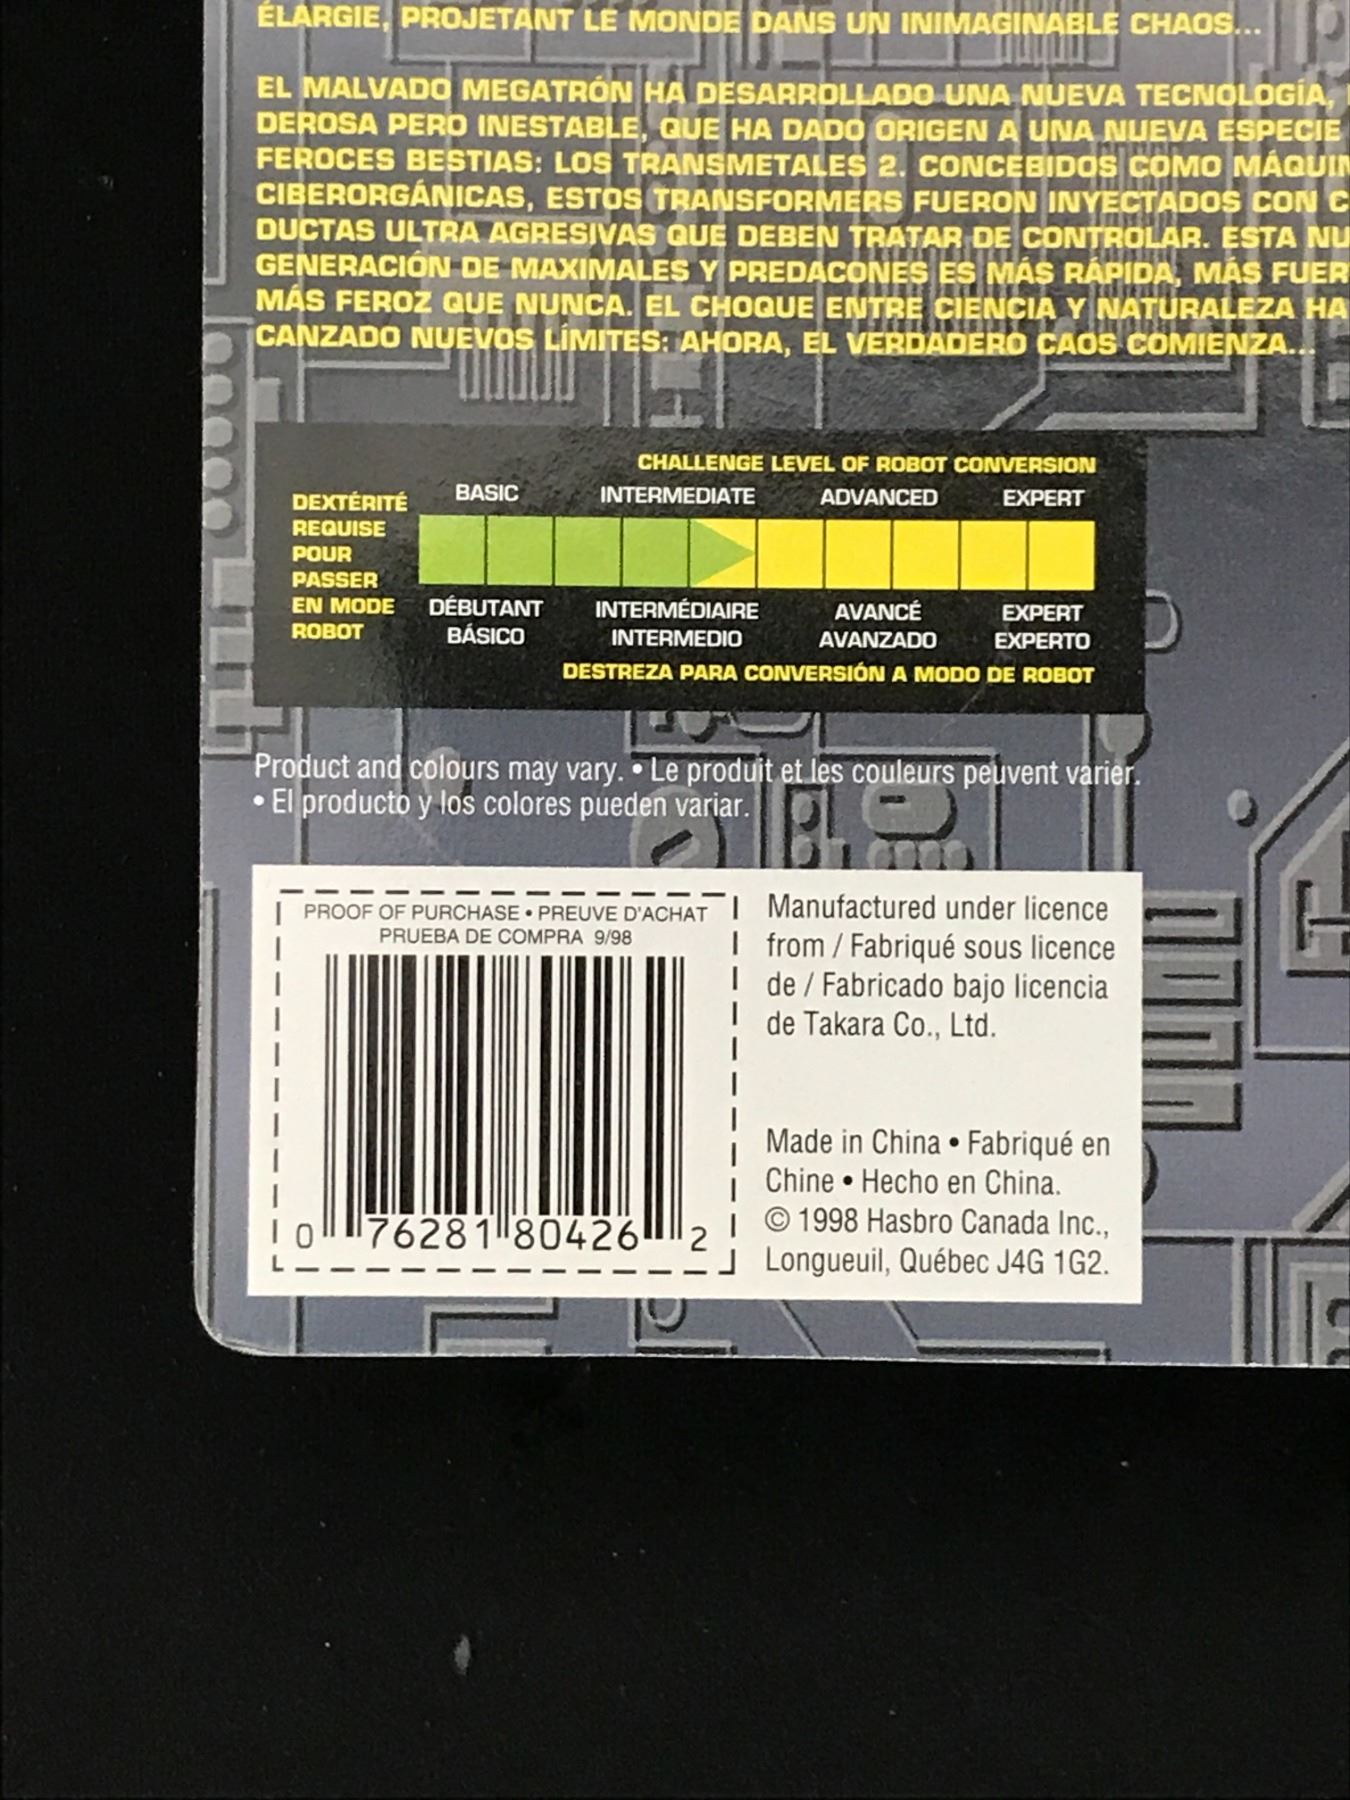 ÉLARGIE, PROJETANT LE MONDE DANS UN INIMAGINABLE CHAOS...
EL MALVADO MEGATRÓN HA DESARROLLADO UNA NUEVA TECNOLOGÍA,
DEROSA PERO INESTABLE, QUE HA DADO ORIGEN A UNA NUEVA ESPECIE
FEROCES BESTIAS: LOS TRANSMETALES 2. CONCEBIDOS COMO MÁQUIN
CIBERORGÁNICAS, ESTOS TRANSFORMERS FUERON INYECTADOS CON C
DUCTAS ULTRA AGRESIVAS QUE DEBEN TRATAR DE CONTROLAR. ESTA NU
GENERACIÓN DE MAXIMALES Y PREDACONES ES MÁS RÁPIDA, MÁS FUER
MÁS FEROZ QUE NUNCA. EL CHOQUE ENTRE CIENCIA Y NATURALEZA HA
CANZADO NUEVOS LÍMITES: AHORA, EL VERDADERO CAOS COMIENZA...
CHALLENGE LEVEL OF ROBOT CONVERSION
BASIC INTERMEDIATE ADVANCED EXPERT
DEXTÉRITÉ
REQUISE
POUR
PASSER
EN MODE
ROBOT
DÉBUTANT INTERMÉDIAIRE AVANCÉ EXPERT
BÁSICO INTERMEDIO AVANZADO EXPERTO
DESTREZA PARA CONVERSIÓN A MODO DE ROBOT
Product and colours may vary. • Le produit et les couleurs peuvent varier.
• El producto y los colores pueden variar.
PROOF OF PURCHASE • PREUVE D'ACHAT
PRUEBA DE COMPRA 9/98
0 76281 80426 2
Manufactured under licence
from / Fabriqué sous licence
de / Fabricado bajo licencia
de Takara Co., Ltd.
Made in China • Fabriqué en
Chine • Hecho en China.
© 1998 Hasbro Canada Inc.,
Longueuil, Québec J4G 1G2.